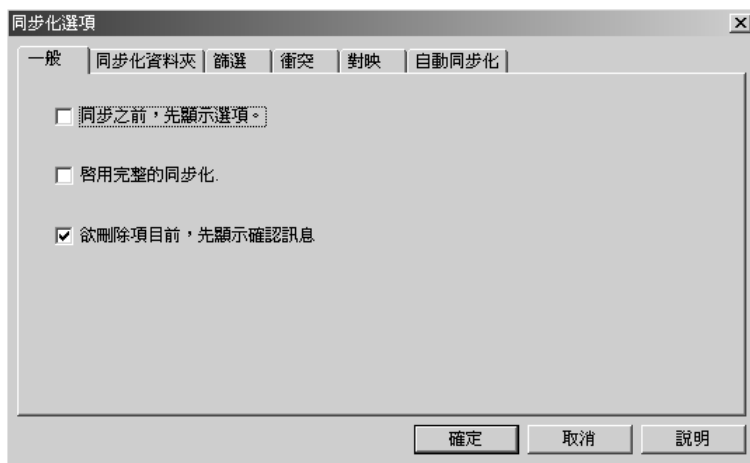 同步化選項
一般 同步化資料夾 篩選 衝突 對映 自動同步化
同步之前，先顯示選項。
啓用完整的同步化.
欲刪除項目前，先顯示確認訊息
確定 取消 說明